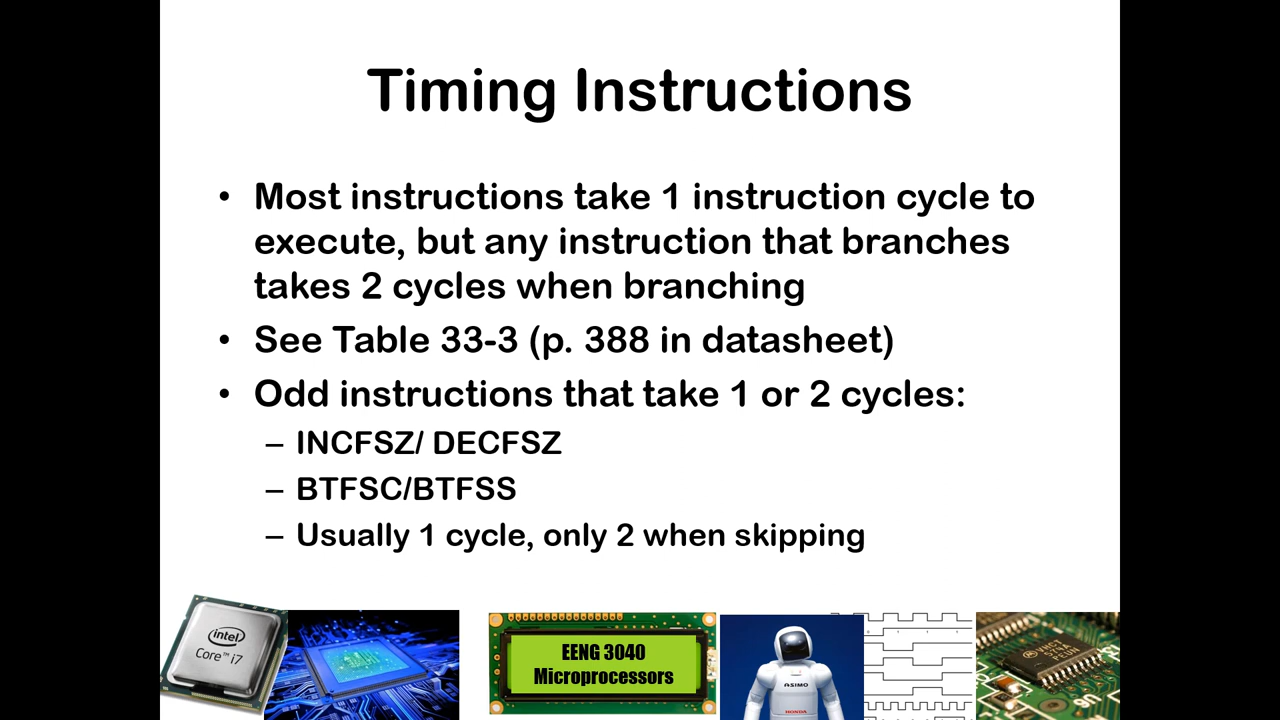 Timing Instructions
• Most instructions take 1 instruction cycle to
execute, but any instruction that branches
takes 2 cycles when branching
• See Table 33-3 (p. 388 in datasheet)
• Odd instructions that take 1 or 2 cycles:
– INCFSZ/ DECFSZ
– BTFSC/BTFSS
– Usually 1 cycle, only 2 when skipping
intel
Core™ i7
EENG 3040
Microprocessors
ASIMO
HONDA